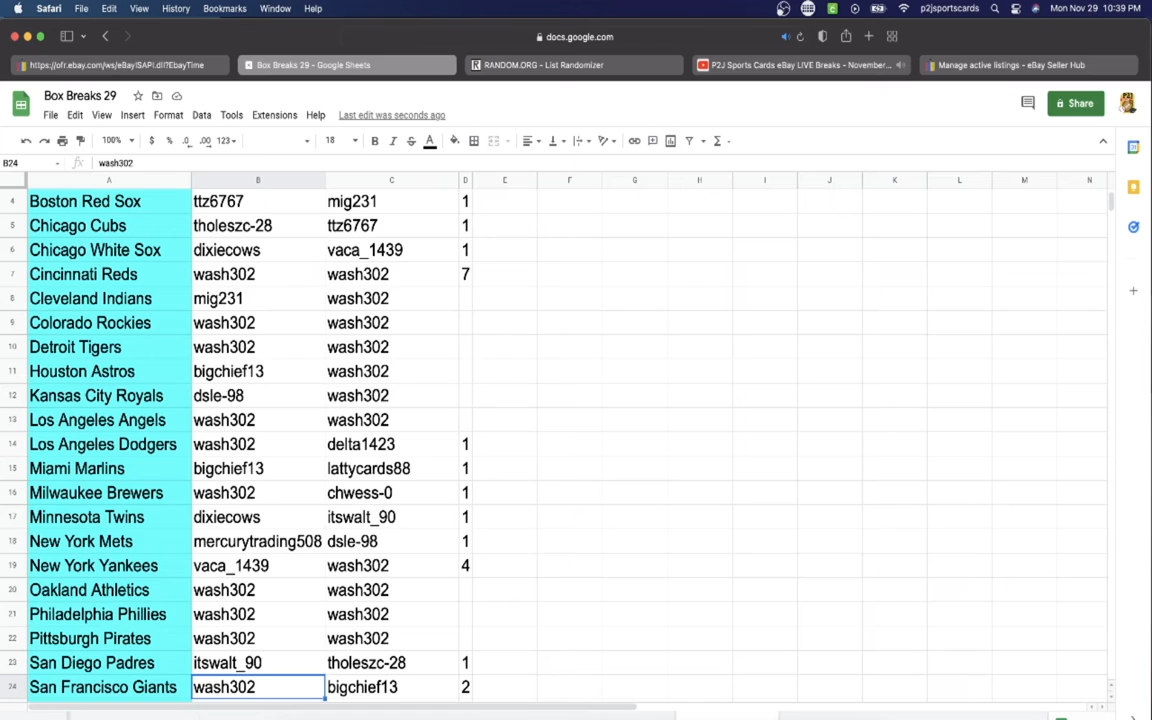 Safari File Edit View History Bookmarks Window Help p2jsportscards Mon Nov 29 10:39 PM
docs.google.com
https://ofr.ebay.com/ws/eBayISAPI.dll?EbayTime Box Breaks 29 - Google Sheets RANDOM.ORG - List Randomizer P2J Sports Cards eBay LIVE Breaks - November... Manage active listings - eBay Seller Hub
Box Breaks 29
File Edit View Insert Format Data Tools Extensions Help Last edit was seconds ago Share
100% $ % .0 .00 123 18 B I S A
B24 fx wash302
A B C D E F G H I J K L M N
4 Boston Red Sox ttz6767 mig231 1
5 Chicago Cubs tholeszc-28 ttz6767 1
6 Chicago White Sox dixiecows vaca_1439 1
7 Cincinnati Reds wash302 wash302 7
8 Cleveland Indians mig231 wash302
9 Colorado Rockies wash302 wash302
10 Detroit Tigers wash302 wash302
11 Houston Astros bigchief13 wash302
12 Kansas City Royals dsle-98 wash302
13 Los Angeles Angels wash302 wash302
14 Los Angeles Dodgers wash302 delta1423 1
15 Miami Marlins bigchief13 lattycards88 1
16 Milwaukee Brewers wash302 chwess-0 1
17 Minnesota Twins dixiecows itswalt_90 1
18 New York Mets mercurytrading508 dsle-98 1
19 New York Yankees vaca_1439 wash302 4
20 Oakland Athletics wash302 wash302
21 Philadelphia Phillies wash302 wash302
22 Pittsburgh Pirates wash302 wash302
23 San Diego Padres itswalt_90 tholeszc-28 1
24 San Francisco Giants wash302 bigchief13 2